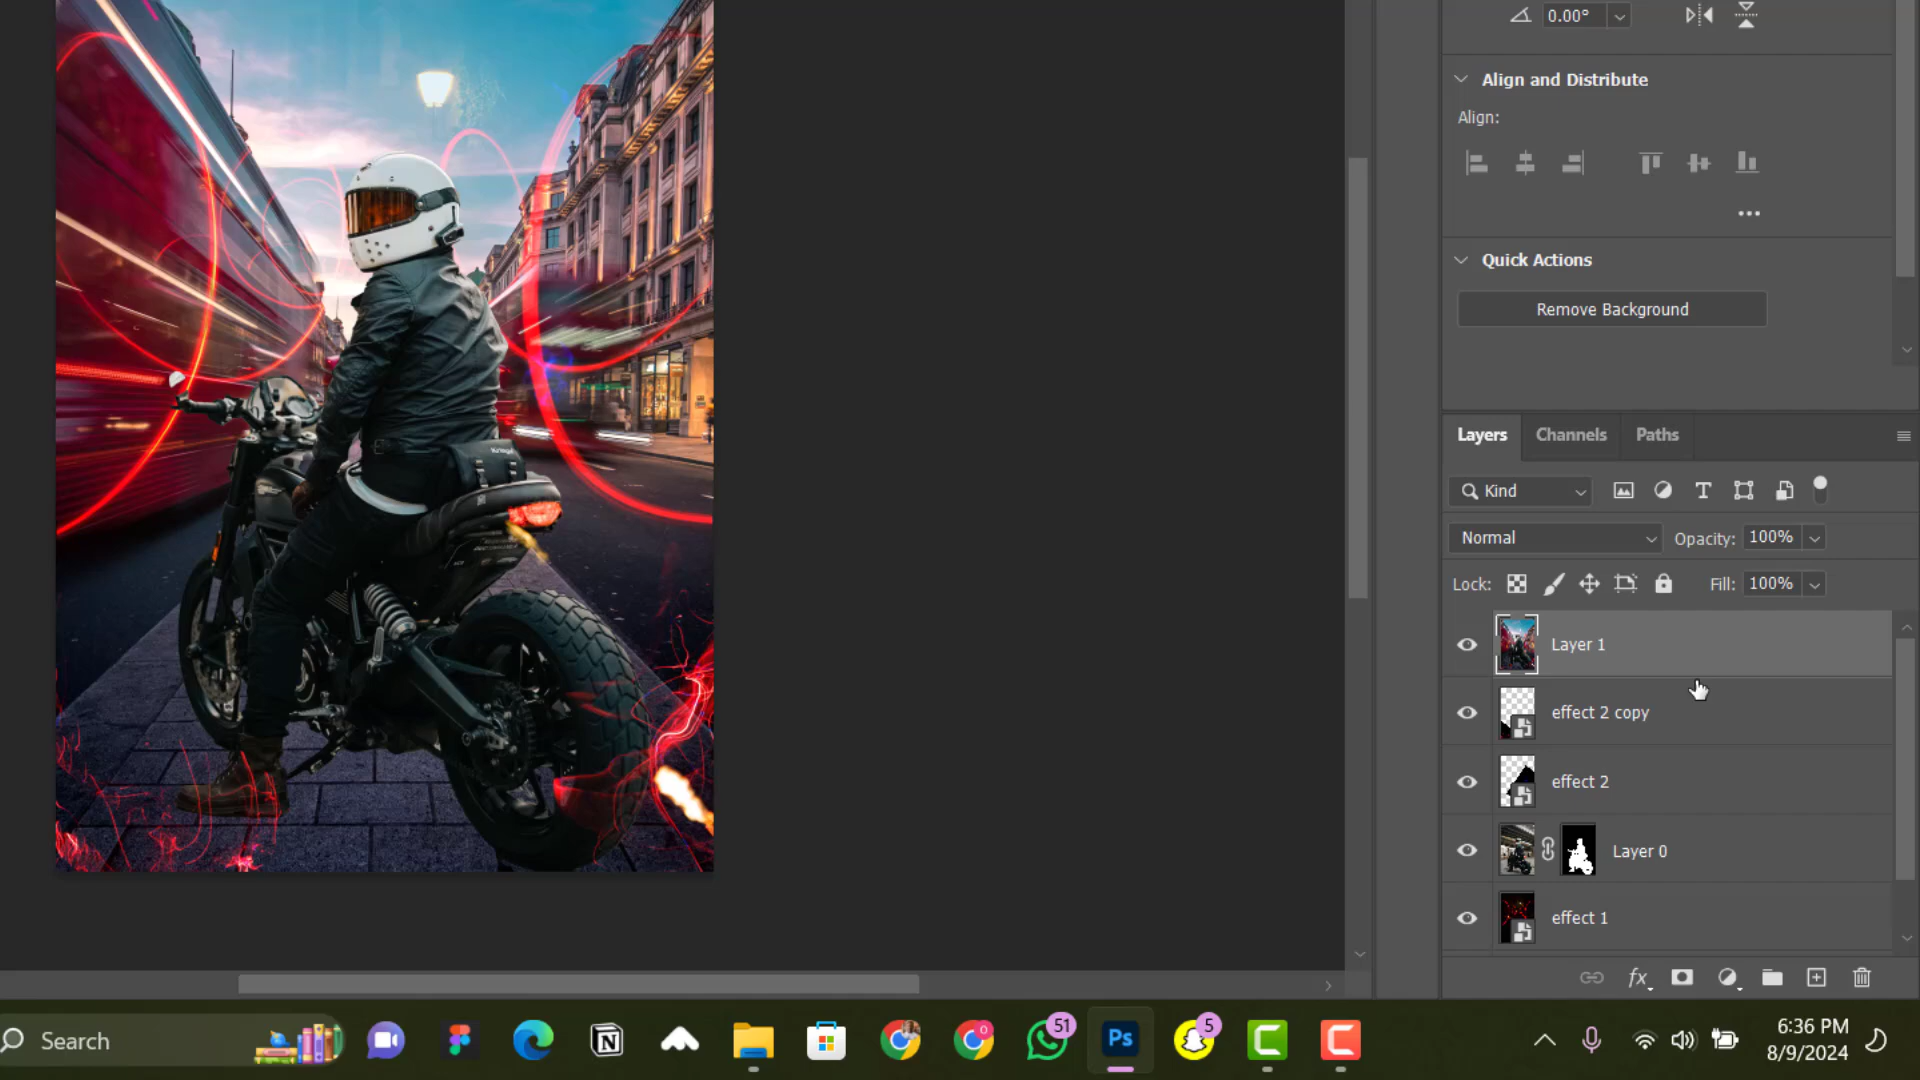 0.00°
Align and Distribute
Align:
Quick Actions
Remove Background
Layers Channels Paths
Kind
Normal Opacity: 100%
Lock: Fill: 100%
Layer 1
effect 2 copy
effect 2
Layer 0
effect 1
fx
Search
N
51
Ps
5
6:36 PM
8/9/2024